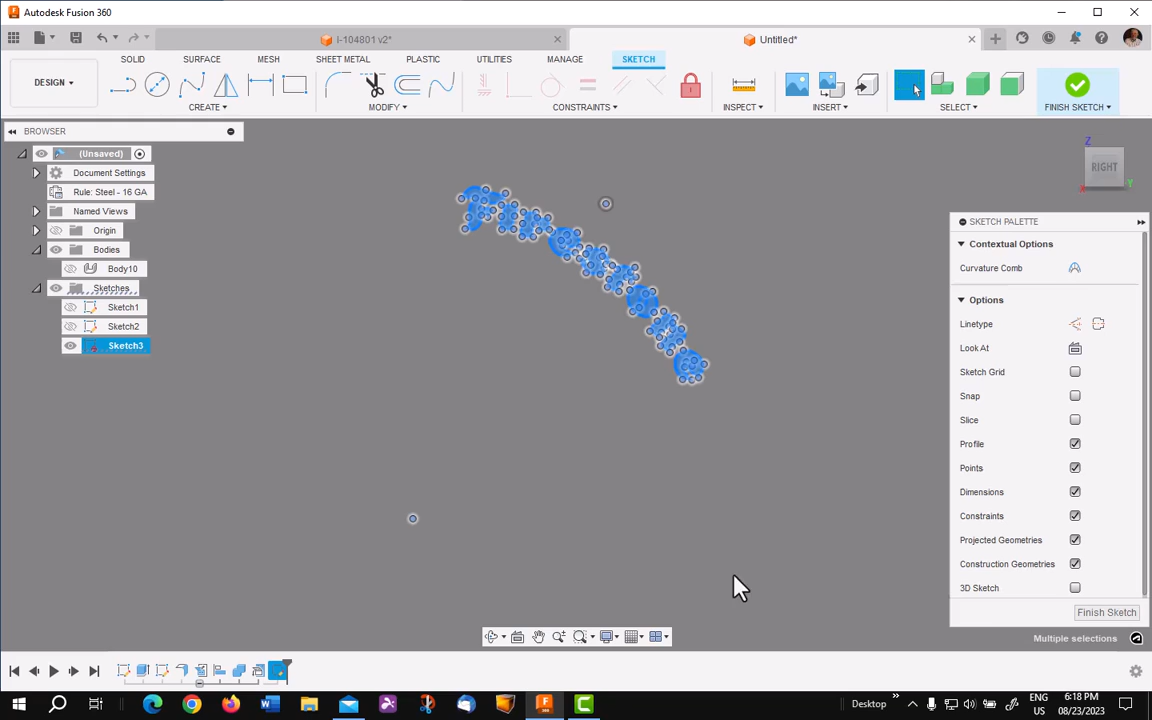 Autodesk Fusion 360
I-104801 v2*
Untitled*
SOLID
SURFACE
MESH
SHEET METAL
PLASTIC
UTILITIES
MANAGE
SKETCH
DESIGN
CREATE
MODIFY
CONSTRAINTS
INSPECT
INSERT
SELECT
FINISH SKETCH
BROWSER
(Unsaved)
Document Settings
Rule: Steel - 16 GA
Named Views
Origin
Bodies
Body10
Sketches
Sketch1
Sketch2
Sketch3
Z
RIGHT
X
Y
SKETCH PALETTE
Contextual Options
Curvature Comb
Options
Linetype
Look At
Sketch Grid
Snap
Slice
Profile
Points
Dimensions
Constraints
Projected Geometries
Construction Geometries
3D Sketch
Finish Sketch
Multiple selections
Desktop
ENG
US
6:18 PM
08/23/2023